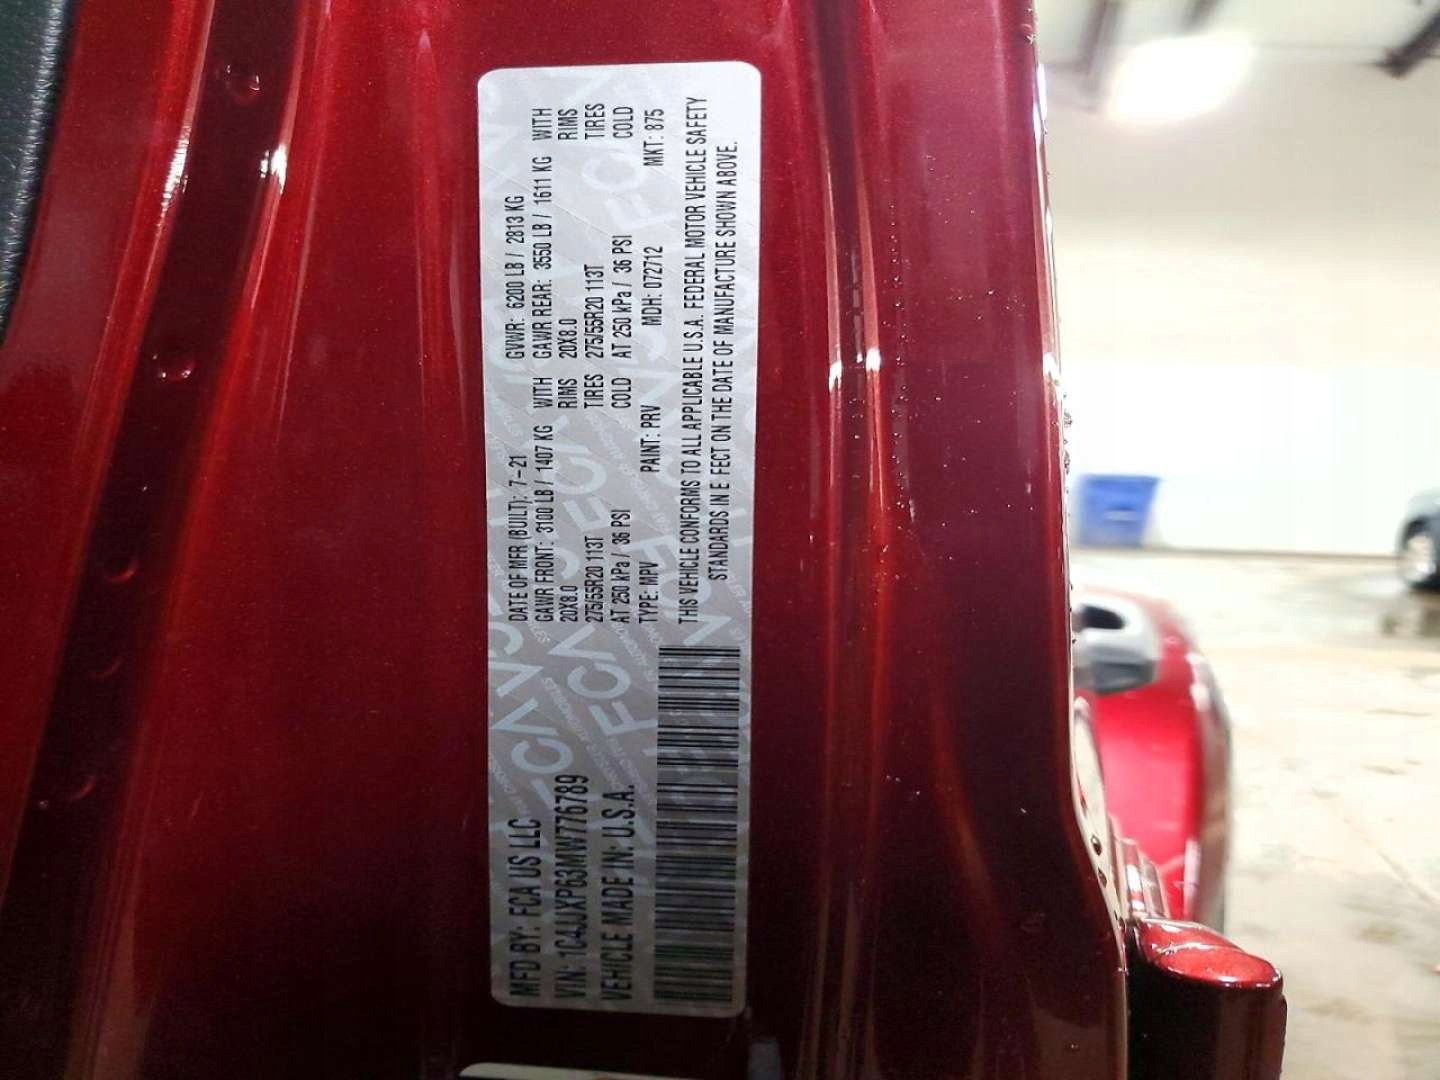 MFD BY: FCA US LLC
VIN: 1C4JJXP63MW776789
VEHICLE MADE IN: U.S.A.
DATE OF MFR (BUILT): 7-21 GVWR: 6200 LB / 2813 KG
GAWR FRONT: 3100 LB / 1407 KG WITH GAWR REAR: 3550 LB / 1611 KG WITH
20X8.0 RIMS 20X8.0 RIMS
275/55R20 113T TIRES 275/55R20 113T TIRES
AT 250 kPa / 36 PSI COLD AT 250 kPa / 36 PSI COLD
TYPE: MPV PAINT: PRV MDH: 072712 MKT: 875
THIS VEHICLE CONFORMS TO ALL APPLICABLE U.S.A. FEDERAL MOTOR VEHICLE SAFETY
STANDARDS IN E FECT ON THE DATE OF MANUFACTURE SHOWN ABOVE.